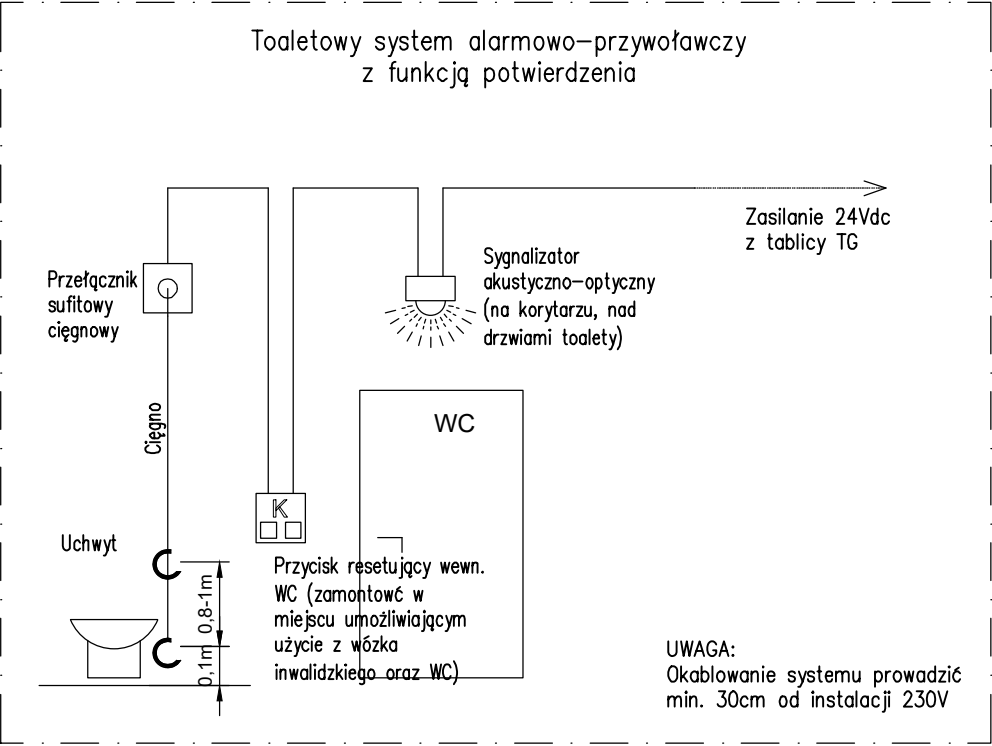 Toaletowy system alarmowo-przywoławczy
z funkcją potwierdzenia
Zasilanie 24Vdc
z tablicy TG
Sygnalizator
akustyczno-optyczny
(na korytarzu, nad
drzwiami toalety)
Przełącznik
sufitowy
cięgnowy
Cięgno
WC
K
Uchwyt
Przycisk resetujący wewn.
WC (zamontowć w
miejscu umożliwiającym
użycie z wózka
inwalidzkiego oraz WC)
0,8-1m
0,1m
UWAGA:
Okablowanie systemu prowadzić
min. 30cm od instalacji 230V